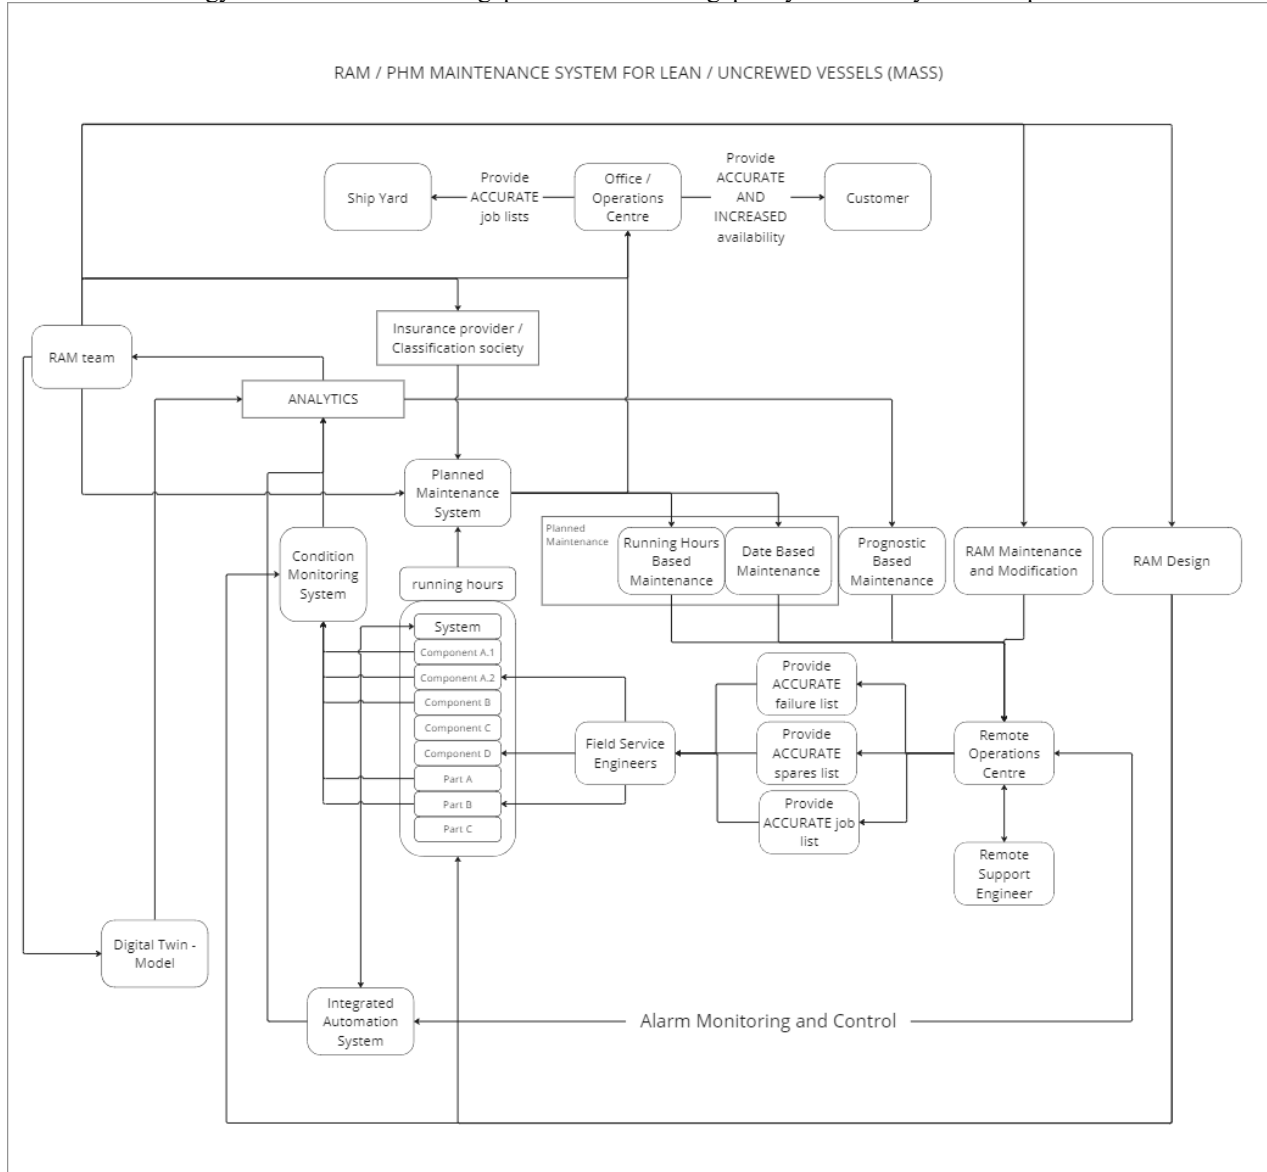 RAM / PHM MAINTENANCE SYSTEM FOR LEAN / UNCREWED VESSELS (MASS)
Ship Yard
Provide
ACCURATE
job lists
Office /
Operations
Centre
Provide
ACCURATE
AND
INCREASED
availability
Customer
RAM team
Insurance provider /
Classification society
ANALYTICS
Planned
Maintenance
System
Condition
Monitoring
System
Planned
Maintenance
Running Hours
Based
Maintenance
Date Based
Maintenance
Prognostic
Based
Maintenance
RAM Maintenance
and Modification
RAM Design
running hours
System
Component A.1
Component A.2
Component B
Component C
Component D
Part A
Part B
Part C
Field Service
Engineers
Provide
ACCURATE
failure list
Provide
ACCURATE
spares list
Provide
ACCURATE job
list
Remote
Operations
Centre
Remote
Support
Engineer
Digital Twin -
Model
Integrated
Automation
System
Alarm Monitoring and Control